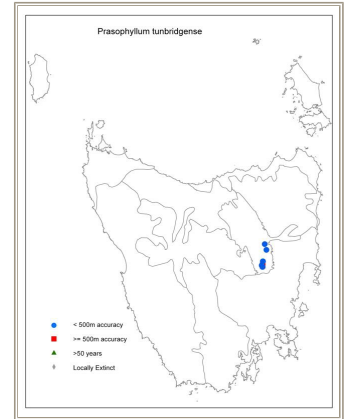 Prasophyllum tunbridgense
< 500m accuracy
>= 500m accuracy
>50 years
Locally Extinct